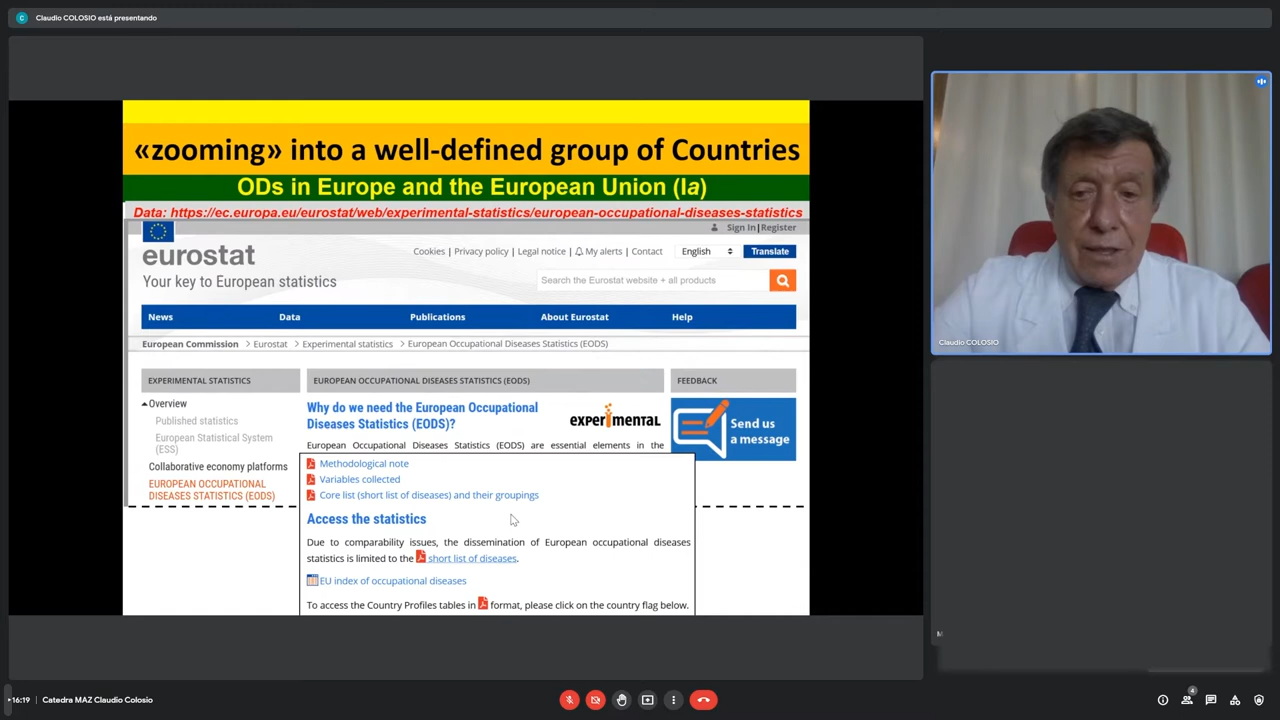 Claudio COLOSIO está presentando
«zooming» into a well-defined group of Countries
ODs in Europe and the European Union (Ia)
Data: https://ec.europa.eu/eurostat/web/experimental-statistics/european-occupational-diseases-statistics
Sign In|Register
eurostat
Your key to European statistics
Cookies | Privacy policy | Legal notice | My alerts | Contact
English
Translate
Search the Eurostat website + all products
News
Data
Publications
About Eurostat
Help
European Commission > Eurostat > Experimental statistics > European Occupational Diseases Statistics (EODS)
EXPERIMENTAL STATISTICS
Overview
Published statistics
European Statistical System
(ESS)
Collaborative economy platforms
EUROPEAN OCCUPATIONAL
DISEASES STATISTICS (EODS)
EUROPEAN OCCUPATIONAL DISEASES STATISTICS (EODS)
Why do we need the European Occupational
Diseases Statistics (EODS)?
experimental
European Occupational Diseases Statistics (EODS) are essential elements in the
Methodological note
Variables collected
Core list (short list of diseases) and their groupings
Access the statistics
Due to comparability issues, the dissemination of European occupational diseases
statistics is limited to the short list of diseases.
EU index of occupational diseases
To access the Country Profiles tables in format, please click on the country flag below.
FEEDBACK
Send us
a message
Claudio COLOSIO
16:19 | Catedra MAZ Claudio Colosio
4